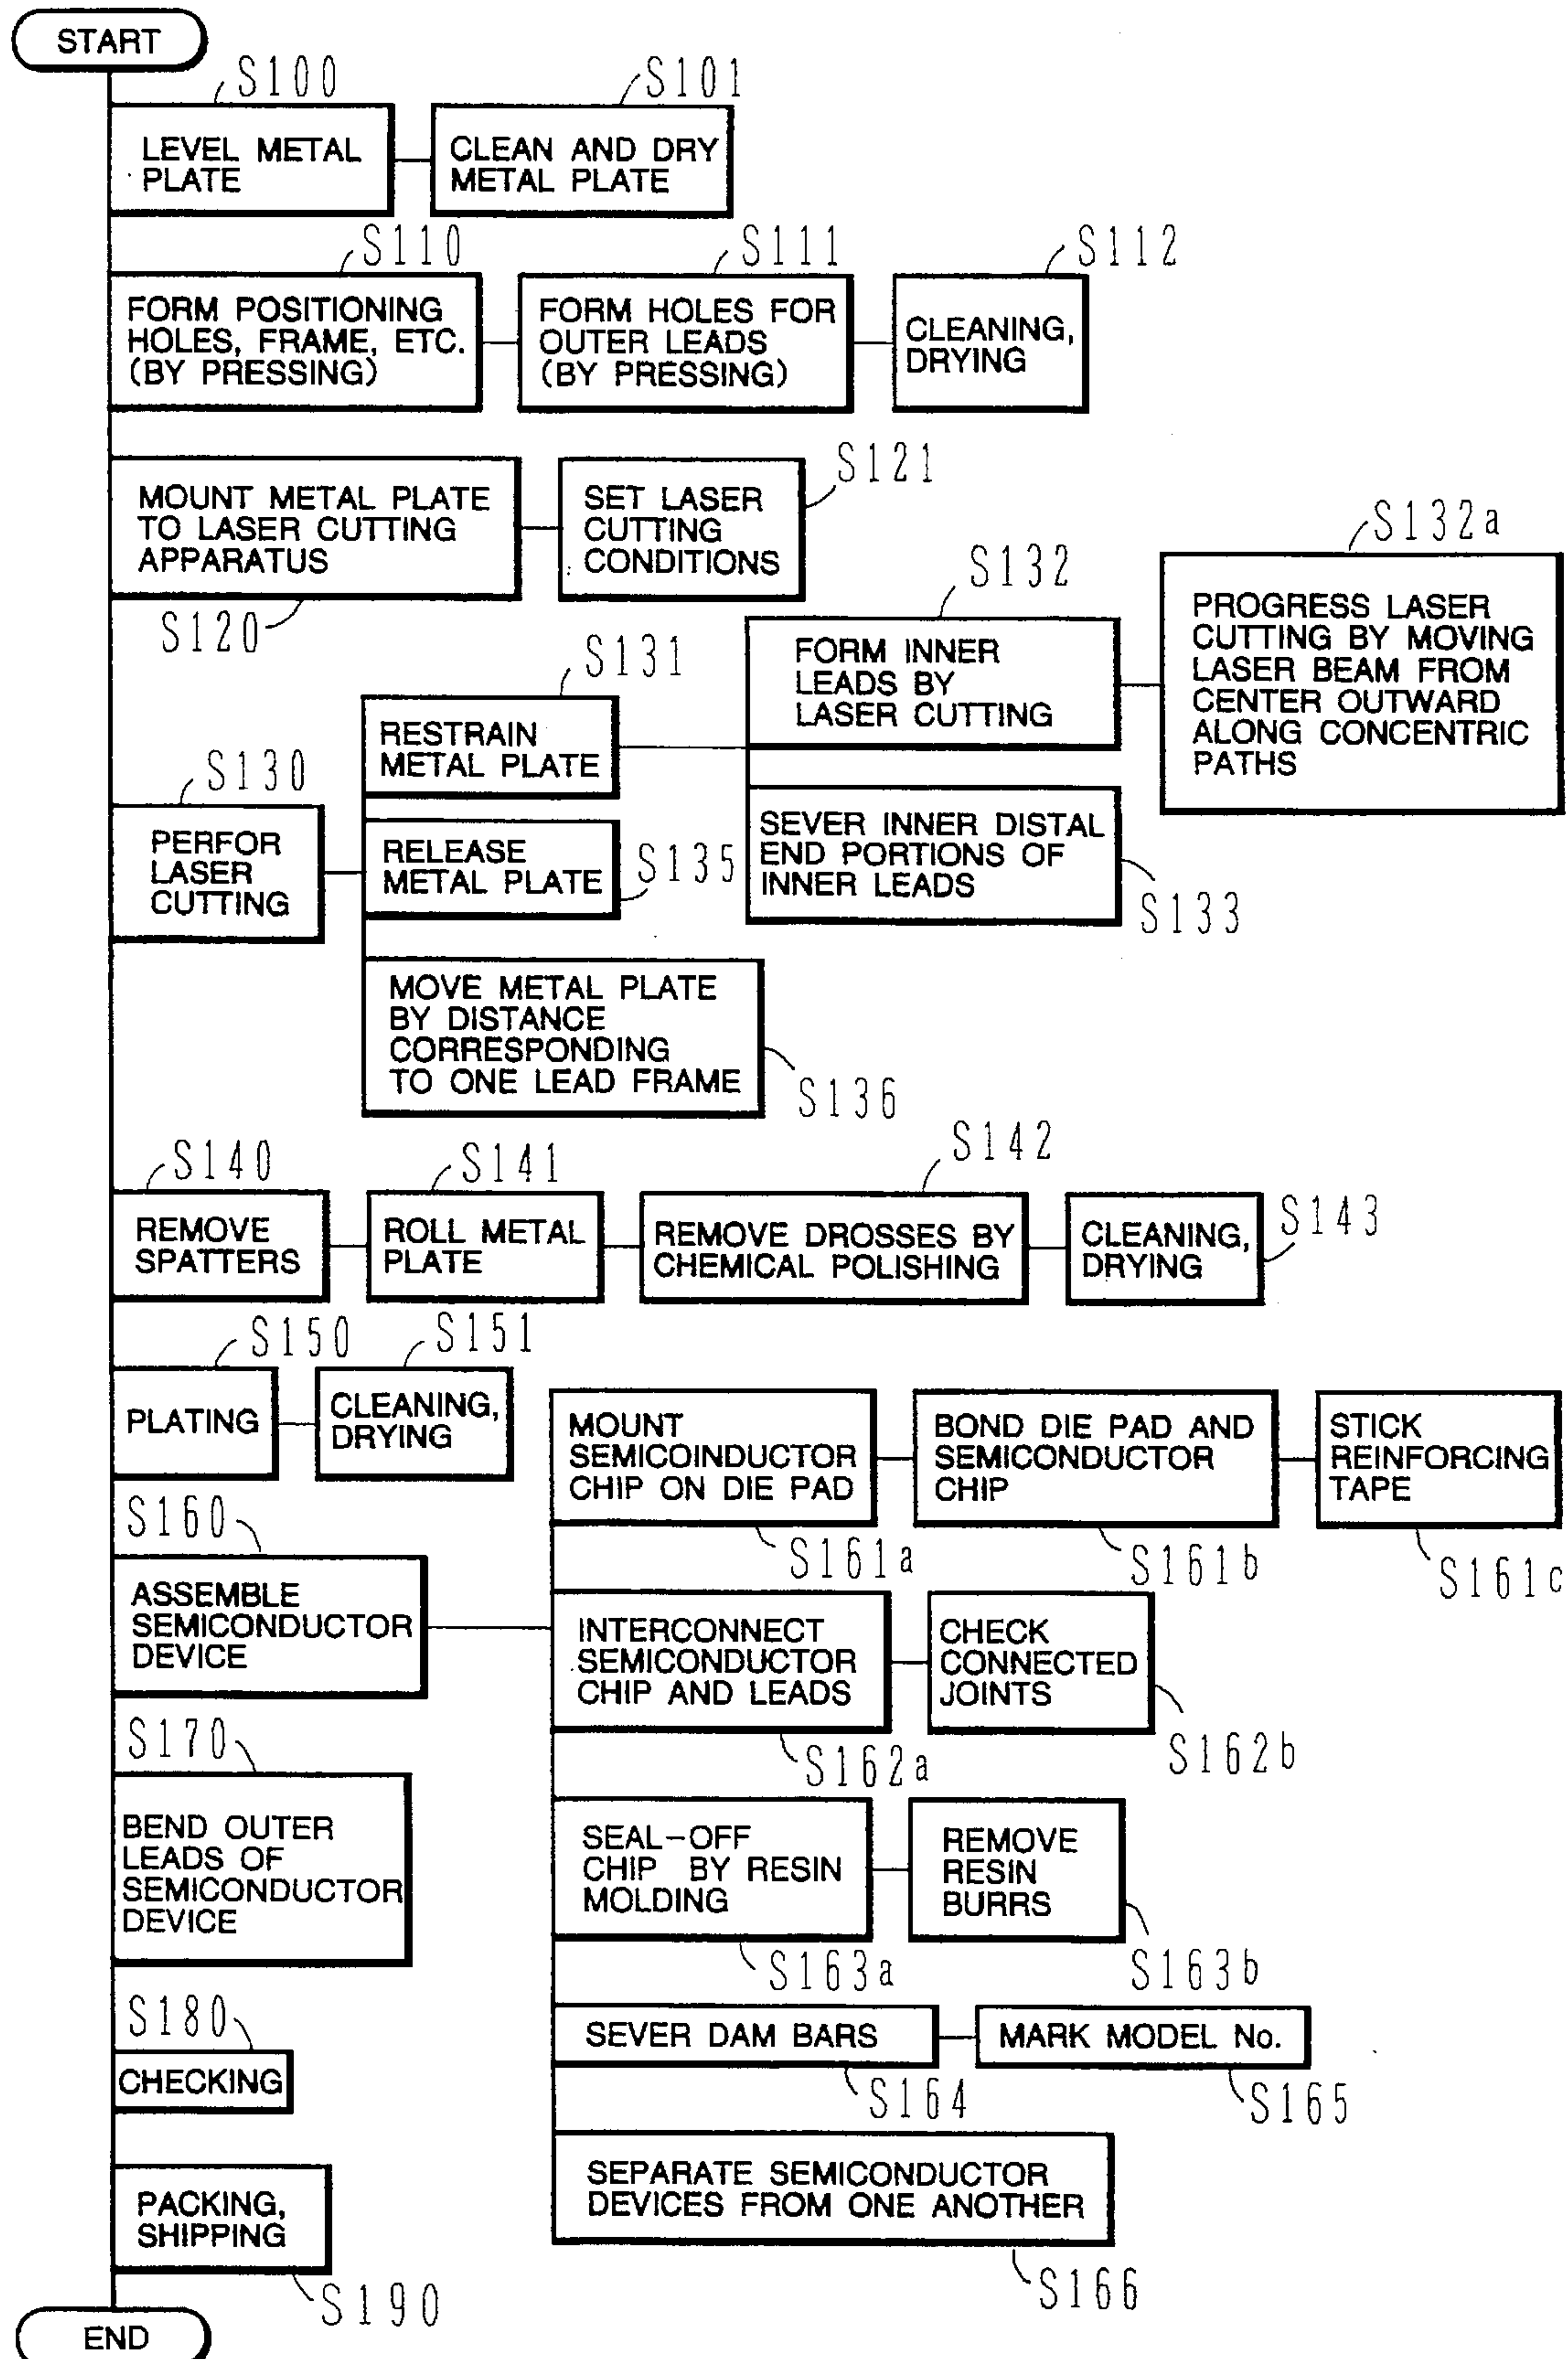 START
S100
S101
LEVEL METAL
PLATE
CLEAN AND DRY
METAL PLATE
S110
S111
S112
FORM POSITIONING
HOLES, FRAME, ETC.
(BY PRESSING)
FORM HOLES FOR
OUTER LEADS
(BY PRESSING)
CLEANING,
DRYING
MOUNT METAL PLATE
TO LASER CUTTING
APPARATUS
S120
S121
SET LASER
CUTTING
CONDITIONS
S130
PERFOR
LASER
CUTTING
S131
RESTRAIN
METAL PLATE
S132
FORM INNER
LEADS BY
LASER CUTTING
S132a
PROGRESS LASER
CUTTING BY MOVING
LASER BEAM FROM
CENTER OUTWARD
ALONG CONCENTRIC
PATHS
SEVER INNER DISTAL
END PORTIONS OF
INNER LEADS
S133
RELEASE
METAL PLATE
S135
MOVE METAL PLATE
BY DISTANCE
CORRESPONDING
TO ONE LEAD FRAME
S136
S140
S141
S142
S143
REMOVE
SPATTERS
ROLL METAL
PLATE
REMOVE DROSSES BY
CHEMICAL POLISHING
CLEANING,
DRYING
S150
S151
PLATING
CLEANING,
DRYING
S160
ASSEMBLE
SEMICONDUCTOR
DEVICE
MOUNT
SEMICOINDUCTOR
CHIP ON DIE PAD
S161a
BOND DIE PAD AND
SEMICONDUCTOR
CHIP
S161b
STICK
REINFORCING
TAPE
S161c
INTERCONNECT
SEMICONDUCTOR
CHIP AND LEADS
S162a
CHECK
CONNECTED
JOINTS
S162b
SEAL-OFF
CHIP BY RESIN
MOLDING
S163a
REMOVE
RESIN
BURRS
S163b
SEVER DAM BARS
S164
MARK MODEL No.
S165
SEPARATE SEMICONDUCTOR
DEVICES FROM ONE ANOTHER
S166
S170
BEND OUTER
LEADS OF
SEMICONDUCTOR
DEVICE
S180
CHECKING
PACKING,
SHIPPING
S190
END